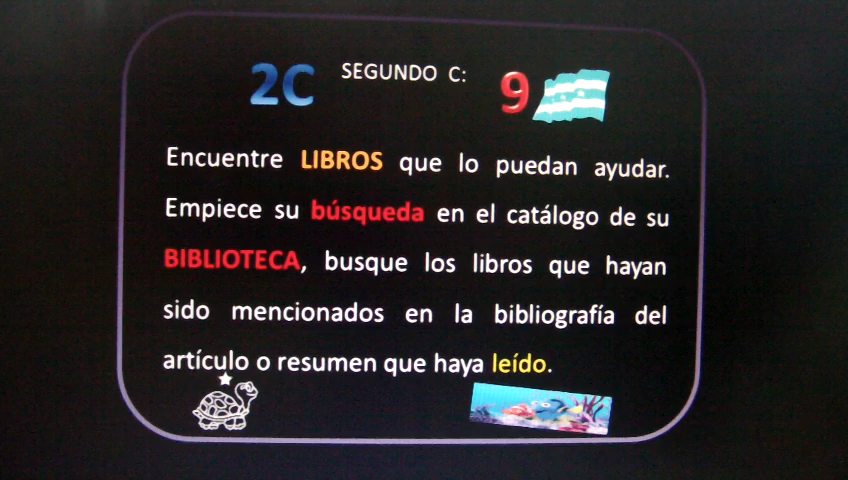 2C SEGUNDO C: 9
Encuentre LIBROS que lo puedan ayudar.
Empiece su búsqueda en el catálogo de su
BIBLIOTECA, busque los libros que hayan
sido mencionados en la bibliografía del
artículo o resumen que haya leído.